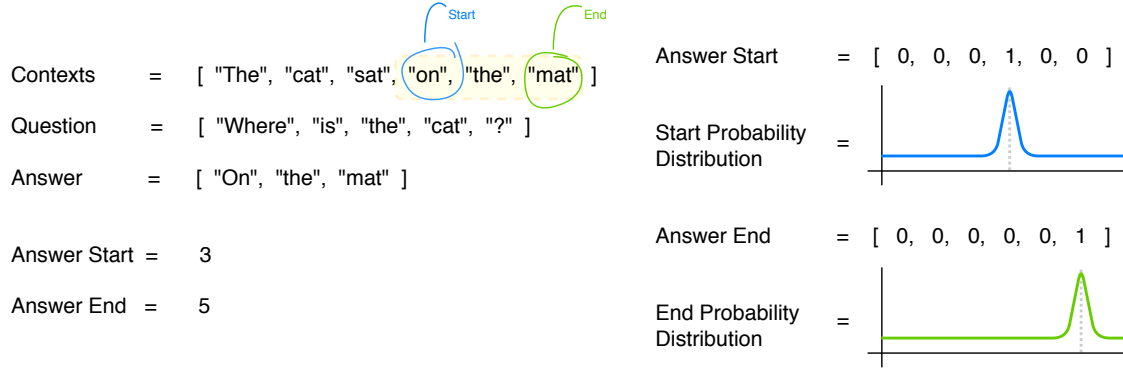 Start
End
Contexts = [ "The", "cat", "sat", "on", "the", "mat" ]
Question = [ "Where", "is", "the", "cat", "?" ]
Answer = [ "On", "the", "mat" ]
Answer Start = 3
Answer End = 5
Answer Start = [ 0, 0, 0, 1, 0, 0 ]
Start Probability
Distribution =
Answer End = [ 0, 0, 0, 0, 0, 1 ]
End Probability
Distribution =